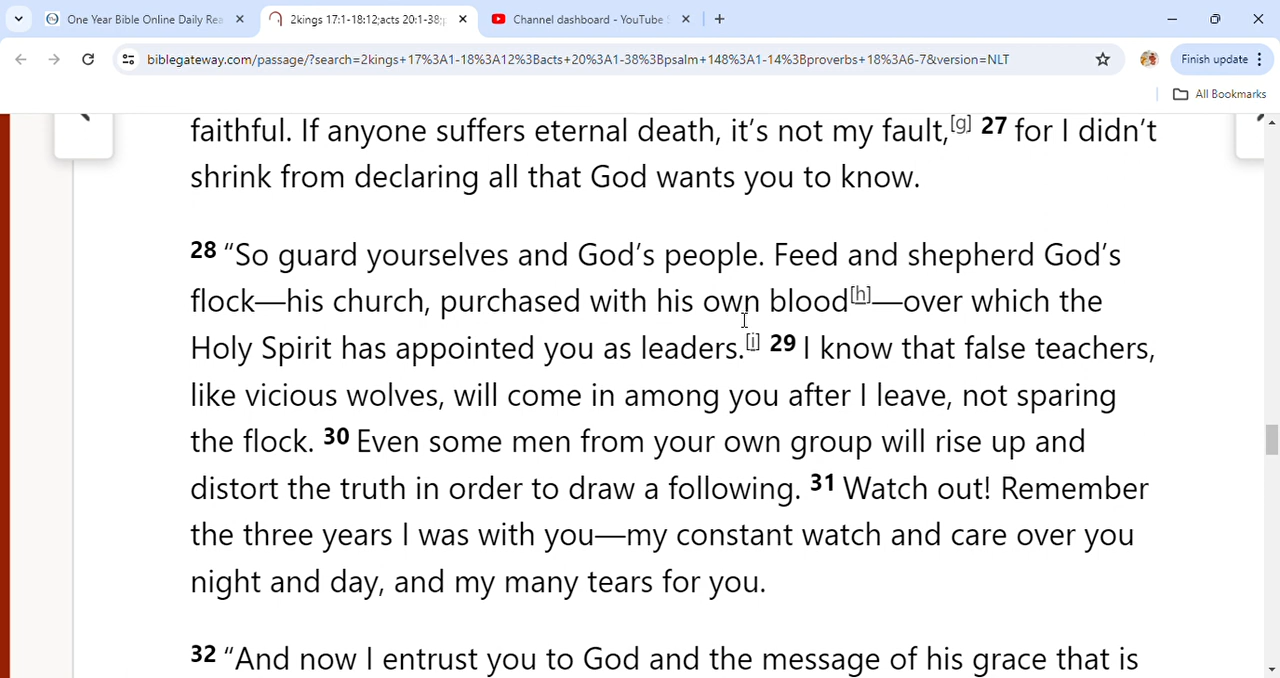 One Year Bible Online Daily Rea
2kings 17:1-18:12;acts 20:1-38;
Channel dashboard - YouTube
biblegateway.com/passage/?search=2kings+17%3A1-18%3A12%3Bacts+20%3A1-38%3Bpsalm+148%3A1-14%3Bproverbs+18%3A6-7&version=NLT
Finish update
All Bookmarks
faithful. If anyone suffers eternal death, it’s not my fault,[g] 27 for I didn’t
shrink from declaring all that God wants you to know.
28 “So guard yourselves and God’s people. Feed and shepherd God’s
flock—his church, purchased with his own blood[h]—over which the
Holy Spirit has appointed you as leaders.[i] 29 I know that false teachers,
like vicious wolves, will come in among you after I leave, not sparing
the flock. 30 Even some men from your own group will rise up and
distort the truth in order to draw a following. 31 Watch out! Remember
the three years I was with you—my constant watch and care over you
night and day, and my many tears for you.
32 “And now I entrust you to God and the message of his grace that is